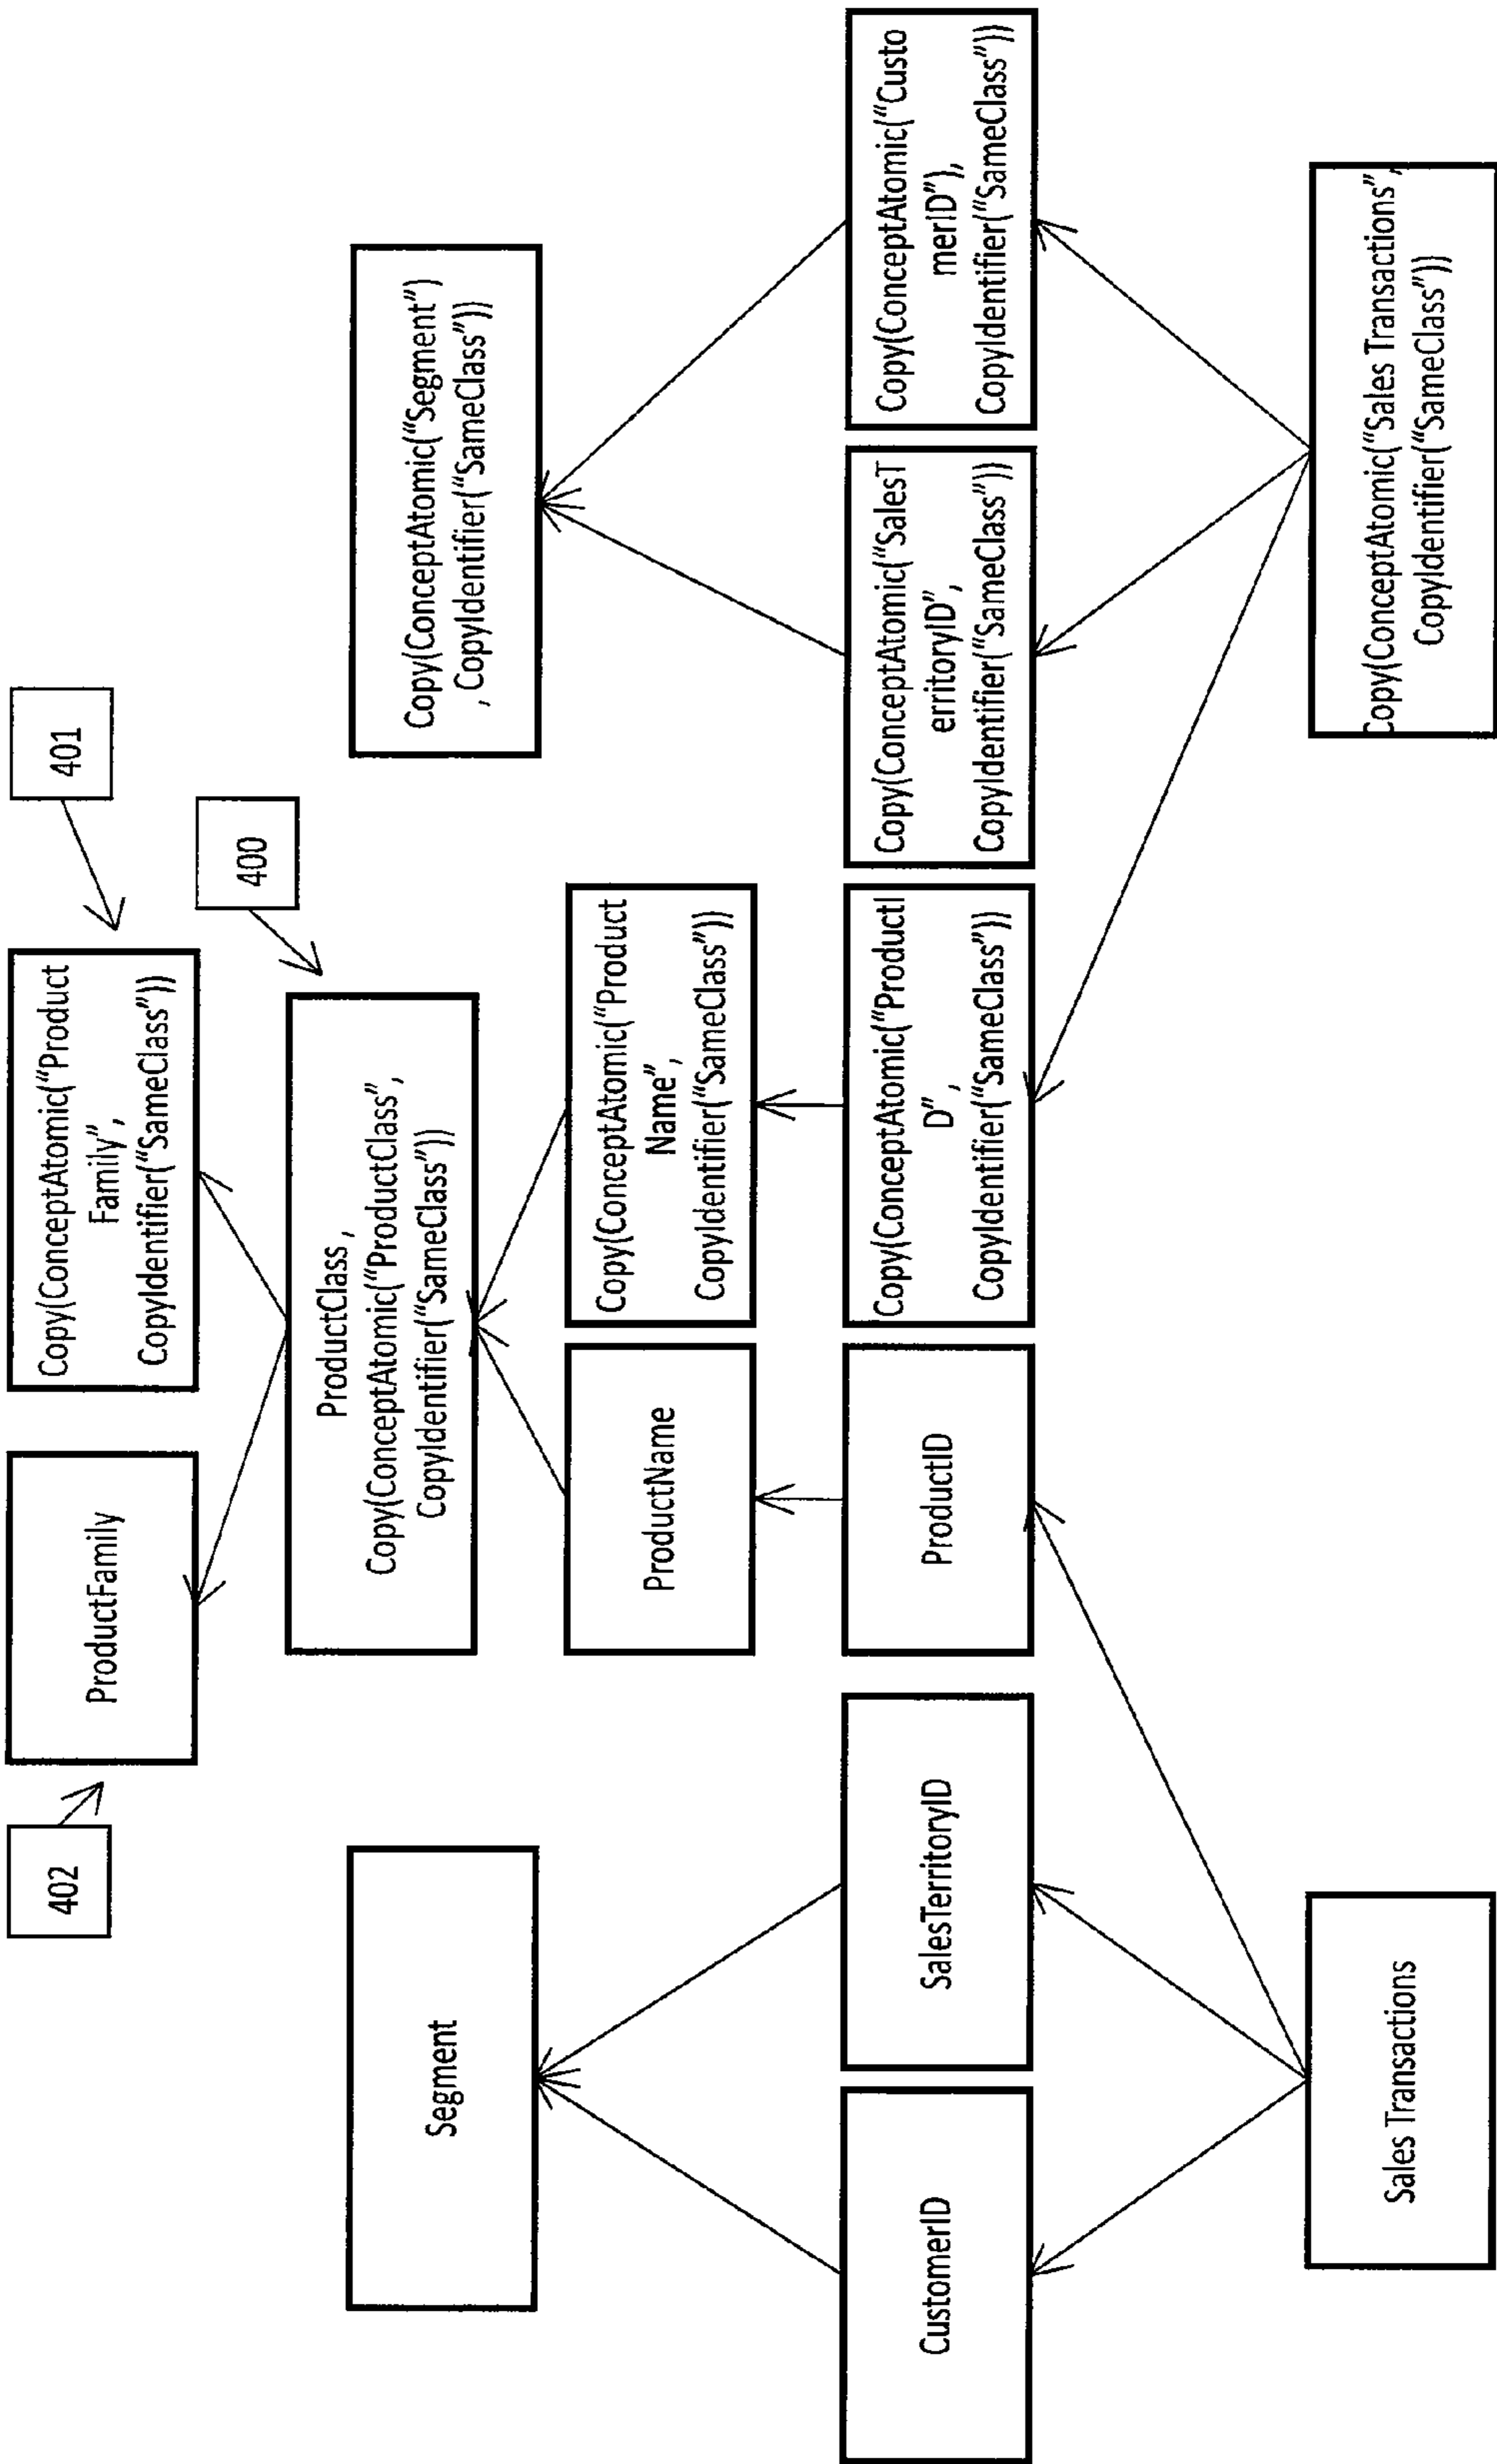 402
ProductFamily
Copy(ConceptAtomic("Product
Family",
CopyIdentifier("SameClass"))
401
400
ProductClass,
Copy(ConceptAtomic("ProductClass",
CopyIdentifier("SameClass"))
Segment
Copy(ConceptAtomic("Segment")
, CopyIdentifier("SameClass"))
ProductName
Copy(ConceptAtomic("Product
Name",
CopyIdentifier("SameClass"))
CustomerID
SalesTerritoryID
ProductID
Copy(ConceptAtomic("ProductI
D",
CopyIdentifier("SameClass"))
Copy(ConceptAtomic("SalesT
erritoryID",
CopyIdentifier("SameClass"))
Copy(ConceptAtomic("Custo
merID"),
CopyIdentifier("SameClass"))
Sales Transactions
Copy(ConceptAtomic("Sales Transactions",
CopyIdentifier("SameClass"))